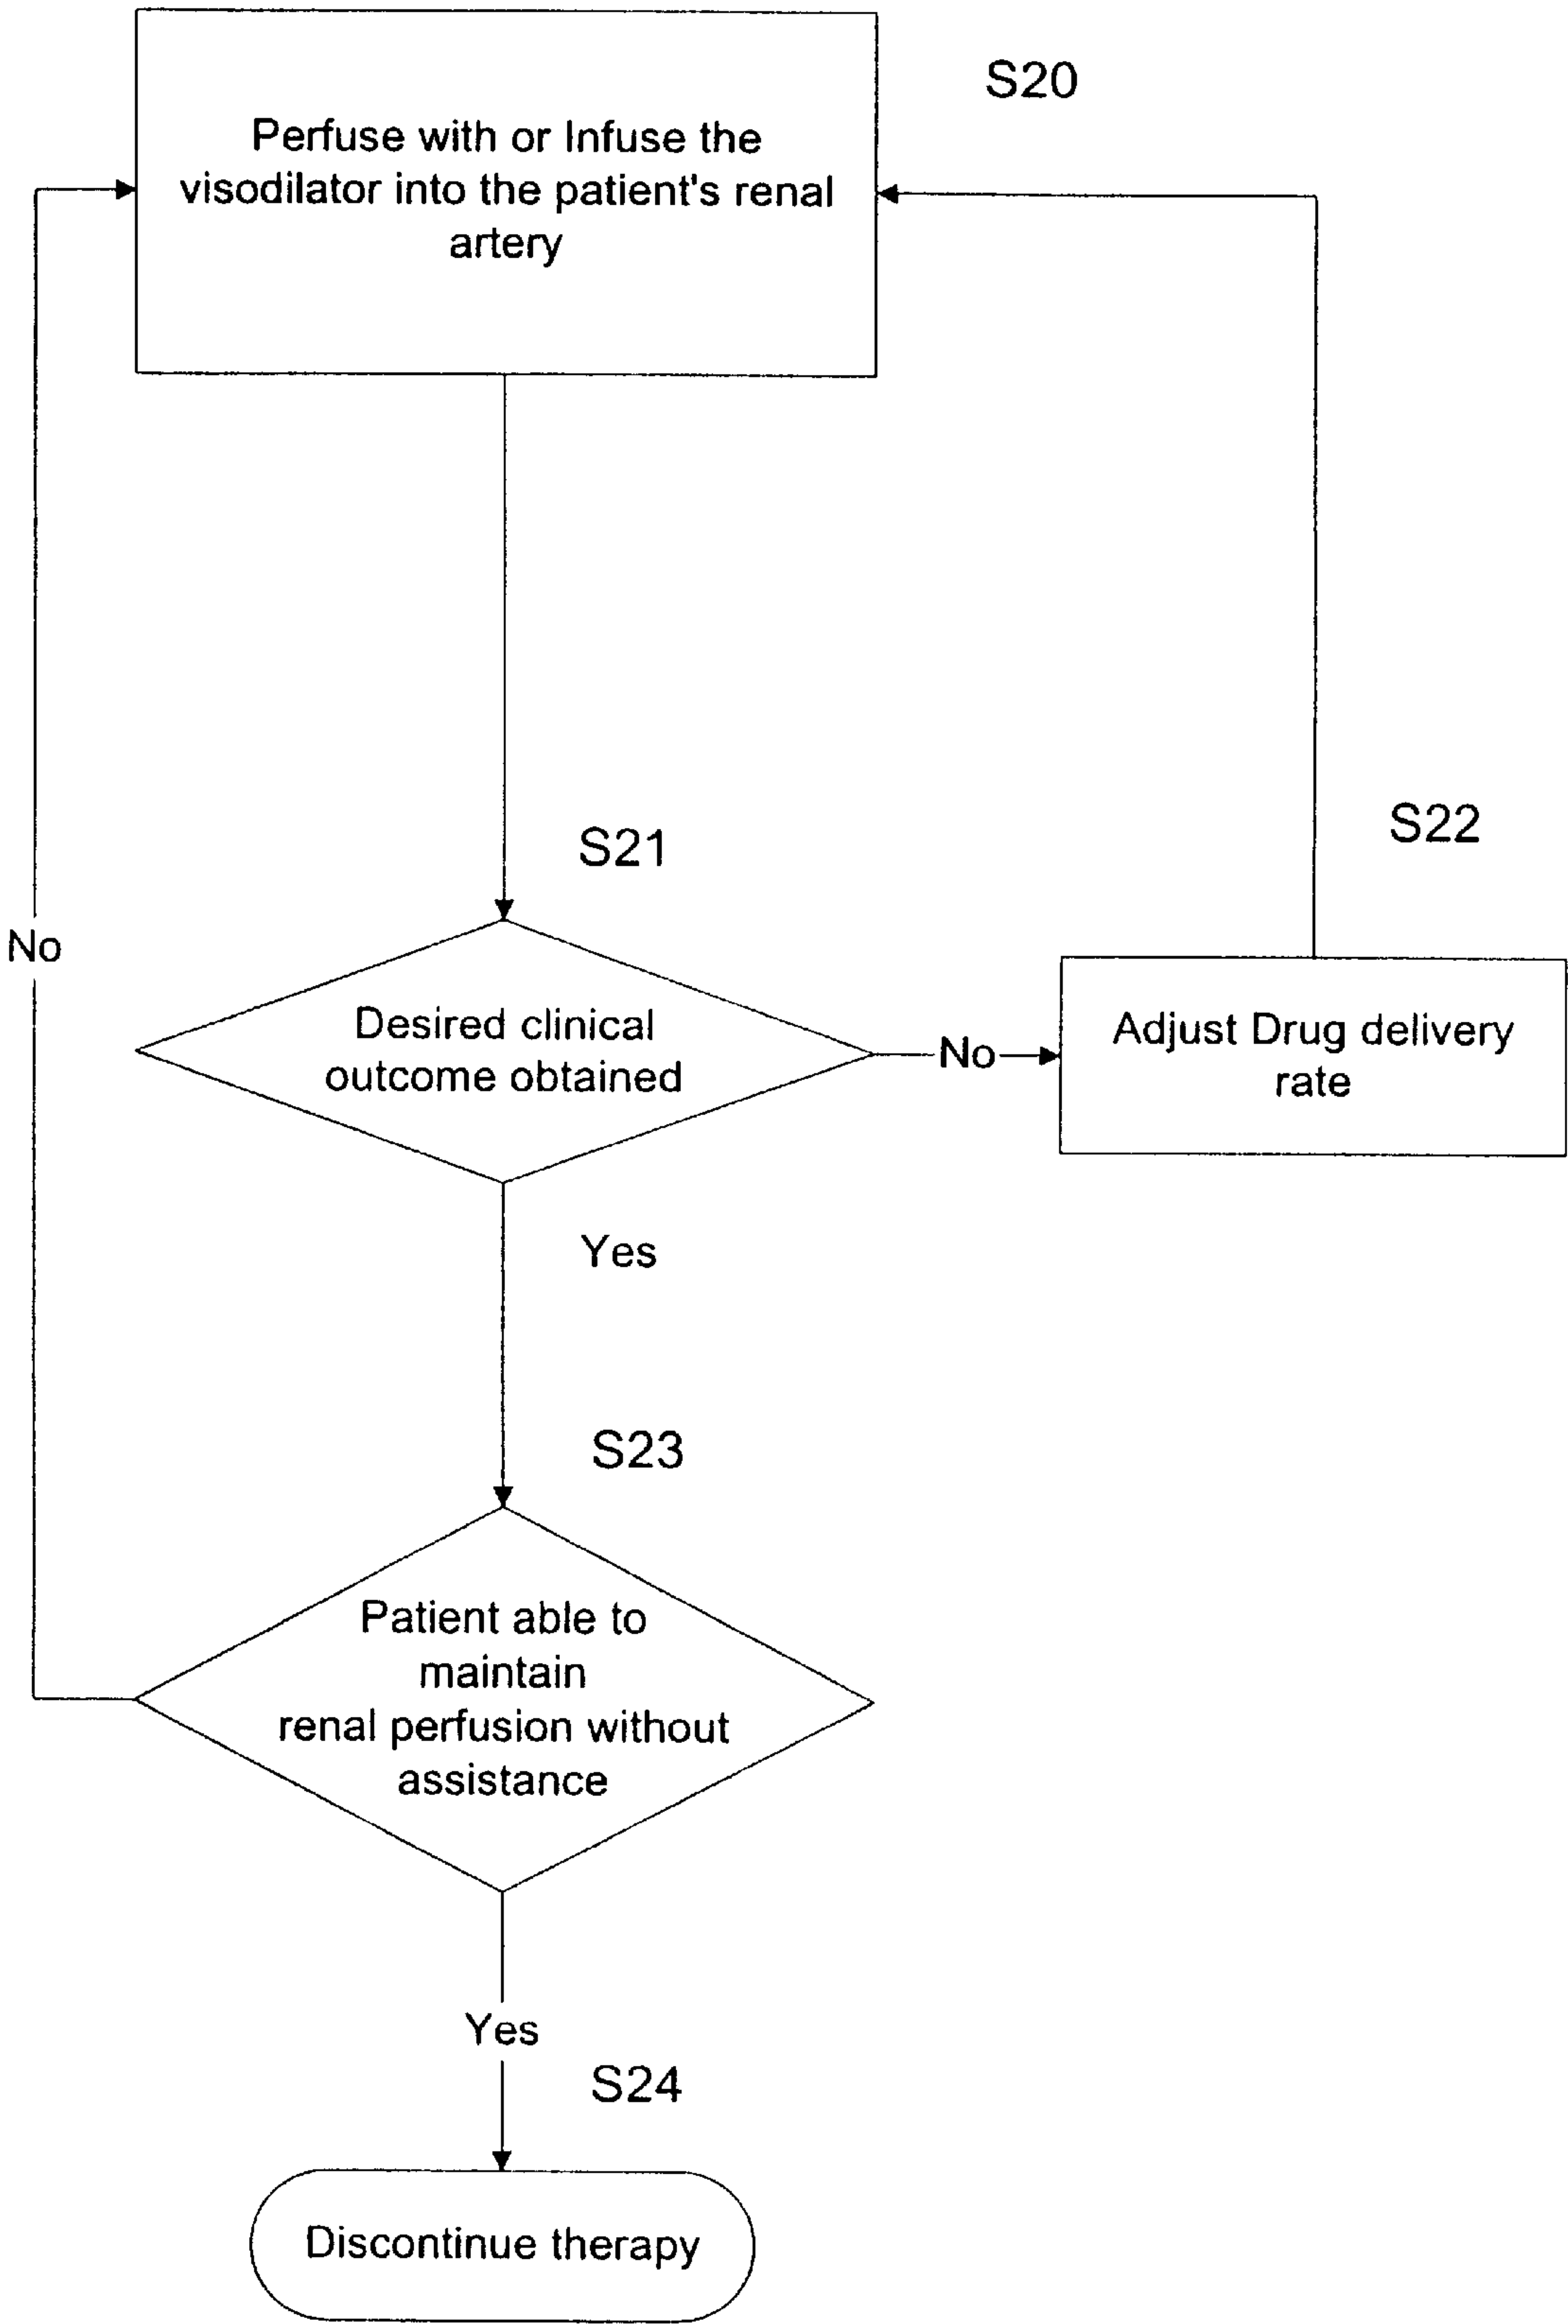 S20
Perfuse with or Infuse the
visodilator into the patient's renal
artery
S21
S22
No
Desired clinical
outcome obtained
No
Adjust Drug delivery
rate
Yes
S23
Patient able to
maintain
renal perfusion without
assistance
Yes
S24
Discontinue therapy